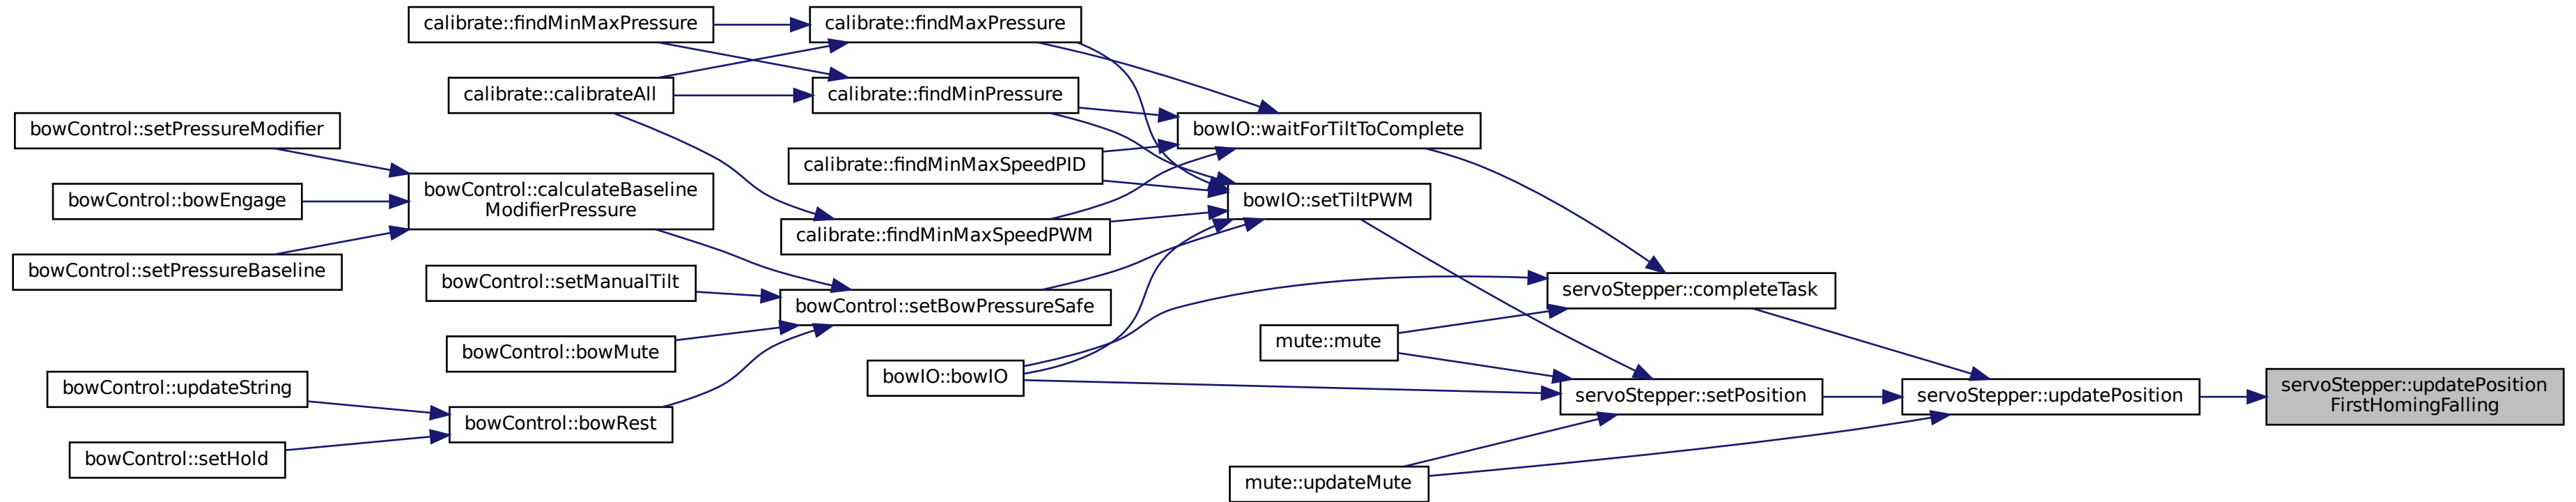 calibrate::findMinMaxPressure
calibrate::findMaxPressure
calibrate::calibrateAll
calibrate::findMinPressure
bowControl::setPressureModifier
bowIO::waitForTiltToComplete
calibrate::findMinMaxSpeedPID
bowControl::bowEngage
bowControl::calculateBaseline
ModifierPressure
bowIO::setTiltPWM
calibrate::findMinMaxSpeedPWM
bowControl::setPressureBaseline
bowControl::setManualTilt
bowControl::setBowPressureSafe
servoStepper::completeTask
bowControl::bowMute
mute::mute
bowIO::bowIO
bowControl::updateString
servoStepper::setPosition
servoStepper::updatePosition
servoStepper::updatePosition
FirstHomingFalling
bowControl::bowRest
bowControl::setHold
mute::updateMute